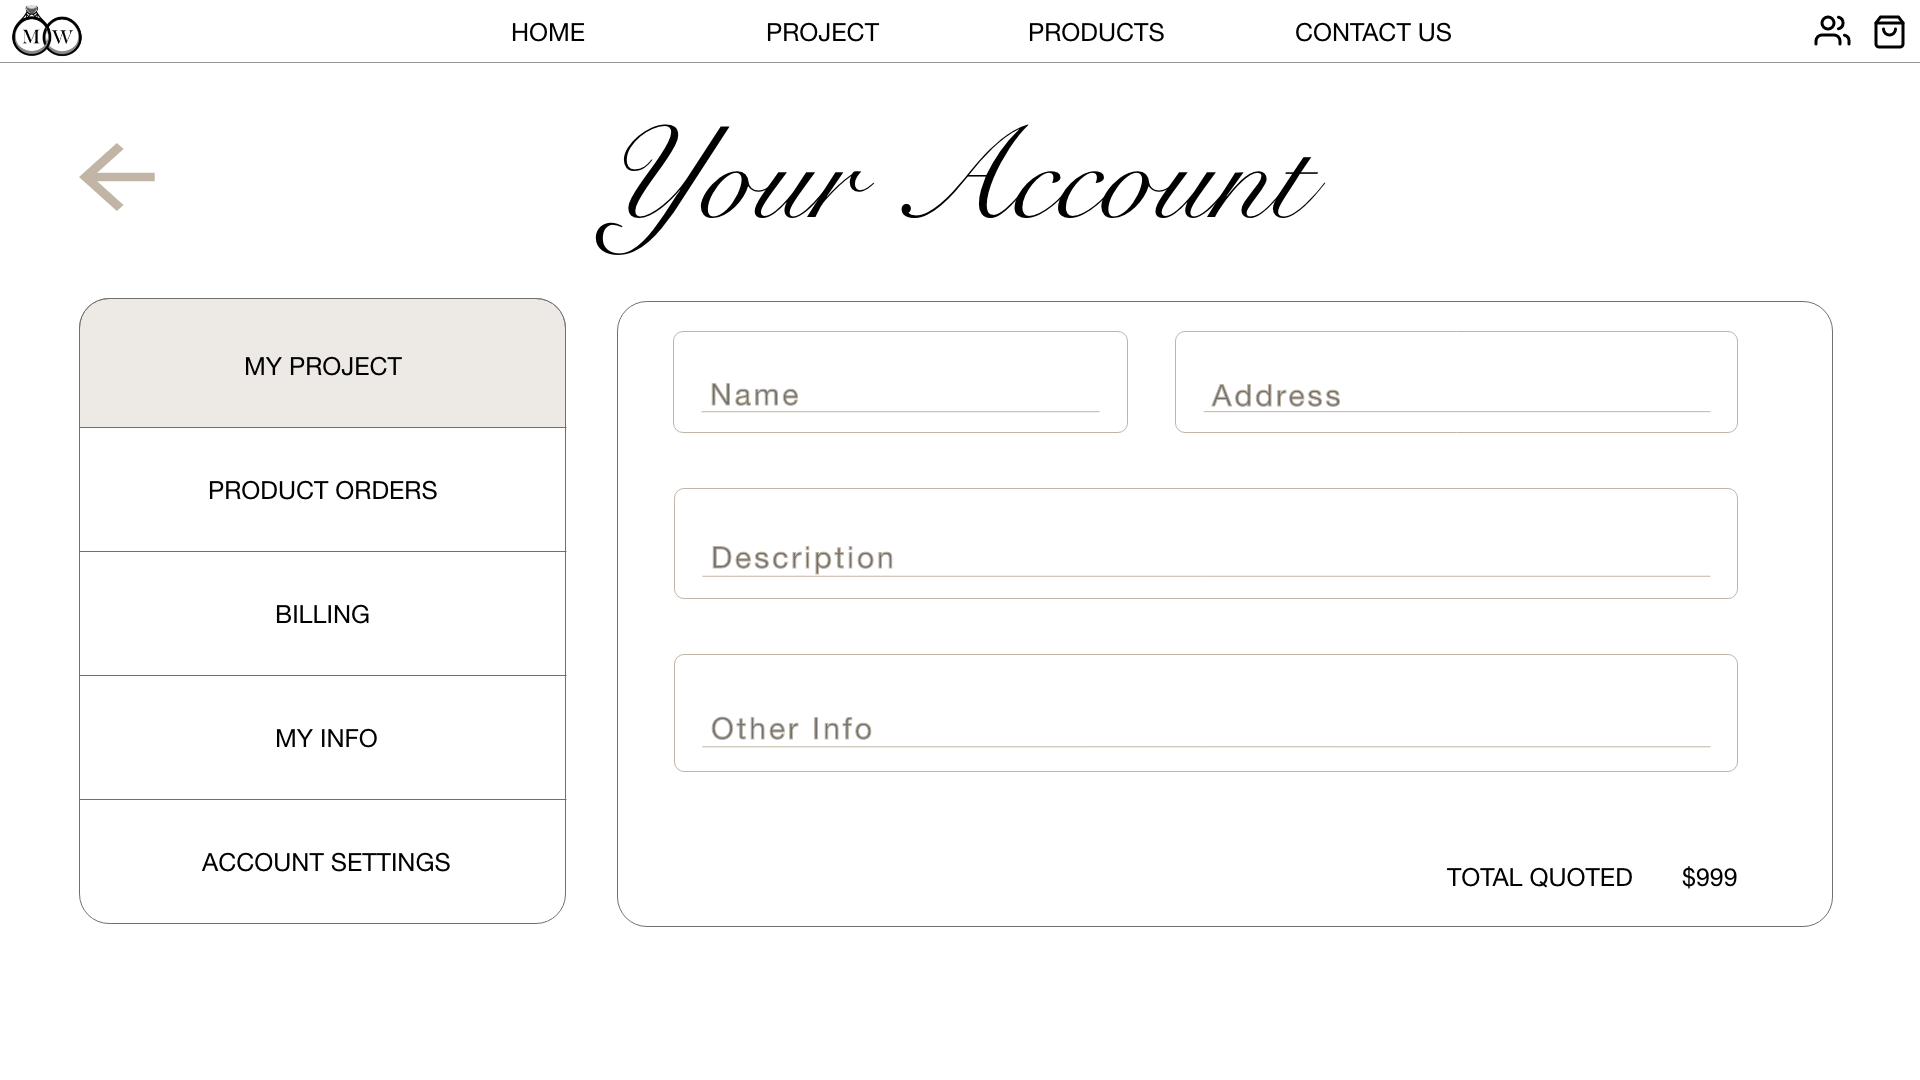 MW
HOME PROJECT PRODUCTS CONTACT US
Your Account
MY PROJECT
PRODUCT ORDERS
BILLING
MY INFO
ACCOUNT SETTINGS
Name
Address
Description
Other Info
TOTAL QUOTED $999